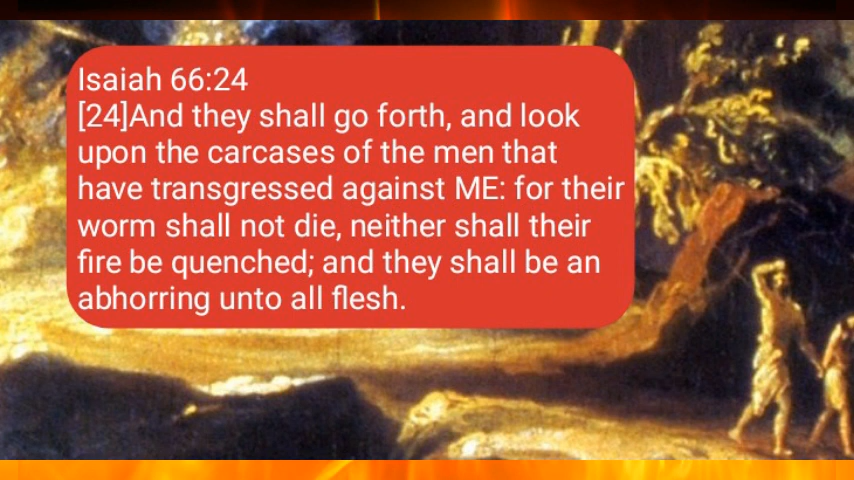 Isaiah 66:24
[24]And they shall go forth, and look
upon the carcases of the men that
have transgressed against ME: for their
worm shall not die, neither shall their
fire be quenched; and they shall be an
abhorring unto all flesh.